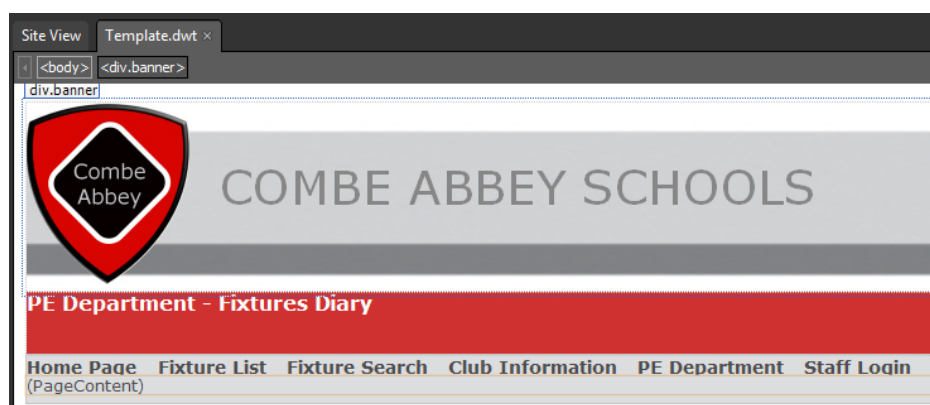 Site View Template.dwt ×
<body> <div.banner>
div.banner
Combe
Abbey
COMBE ABBEY SCHOOLS
PE Department - Fixtures Diary
Home Page Fixture List Fixture Search Club Information PE Department Staff Login
(PageContent)